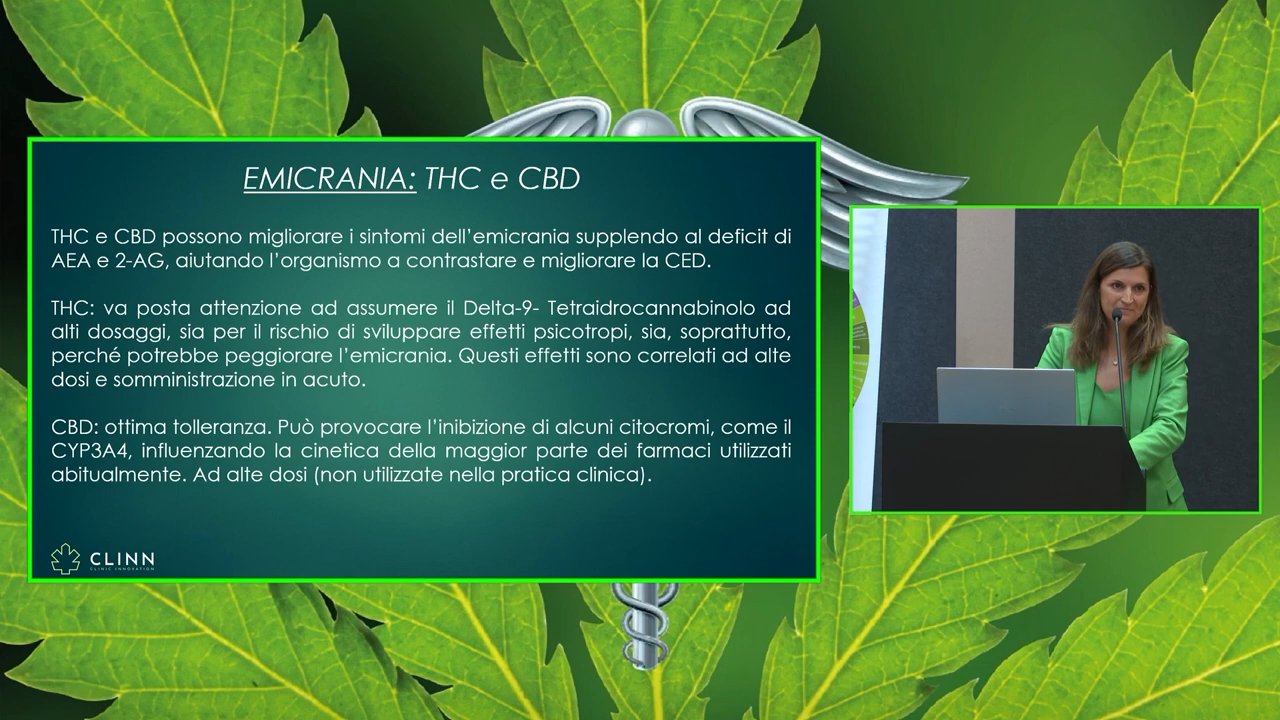 EMICRANIA: THC e CBD
THC e CBD possono migliorare i sintomi dell'emicrania supplendo al deficit di
AEA e 2-AG, aiutando l'organismo a contrastare e migliorare la CED.
THC: va posta attenzione ad assumere il Delta-9- Tetraidrocannabinolo ad
alti dosaggi, sia per il rischio di sviluppare effetti psicotropi, sia, soprattutto,
perché potrebbe peggiorare l'emicrania. Questi effetti sono correlati ad alte
dosi e somministrazione in acuto.
CBD: ottima tolleranza. Può provocare l'inibizione di alcuni citocromi, come il
CYP3A4, influenzando la cinetica della maggior parte dei farmaci utilizzati
abitualmente. Ad alte dosi (non utilizzate nella pratica clinica).
CLINN
CLINIC INNOVATION